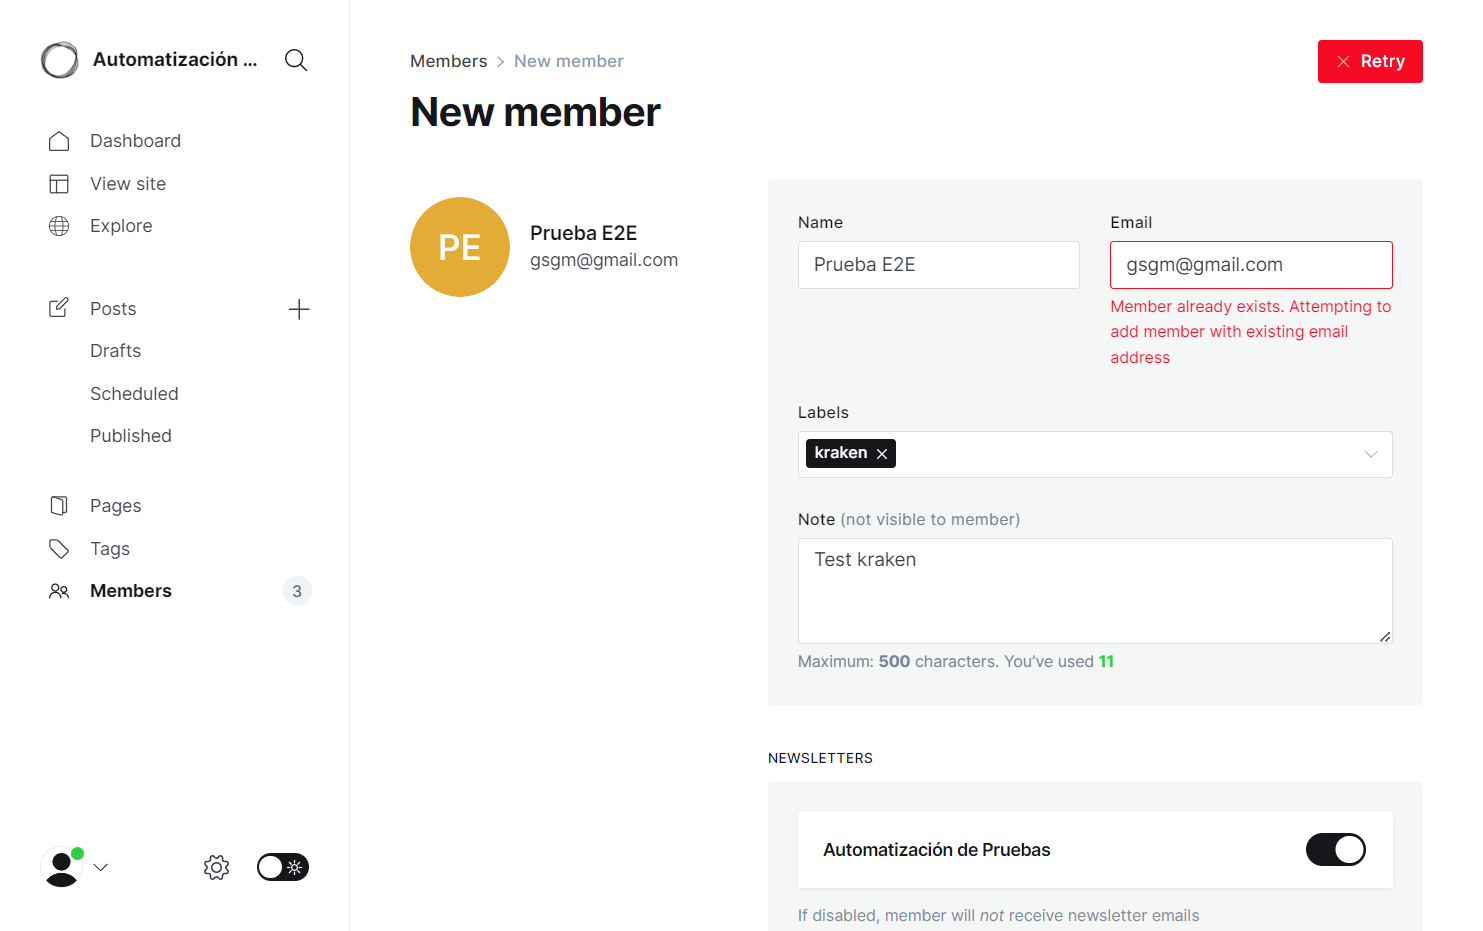 Automatización ...
Dashboard
View site
Explore
Posts
Drafts
Scheduled
Published
Pages
Tags
Members 3
Members > New member
Retry
New member
PE
Prueba E2E
gsgm@gmail.com
Name
Prueba E2E
Email
gsgm@gmail.com
Member already exists. Attempting to
add member with existing email
address
Labels
kraken
Note (not visible to member)
Test kraken
Maximum: 500 characters. You’ve used 11
NEWSLETTERS
Automatización de Pruebas
If disabled, member will not receive newsletter emails